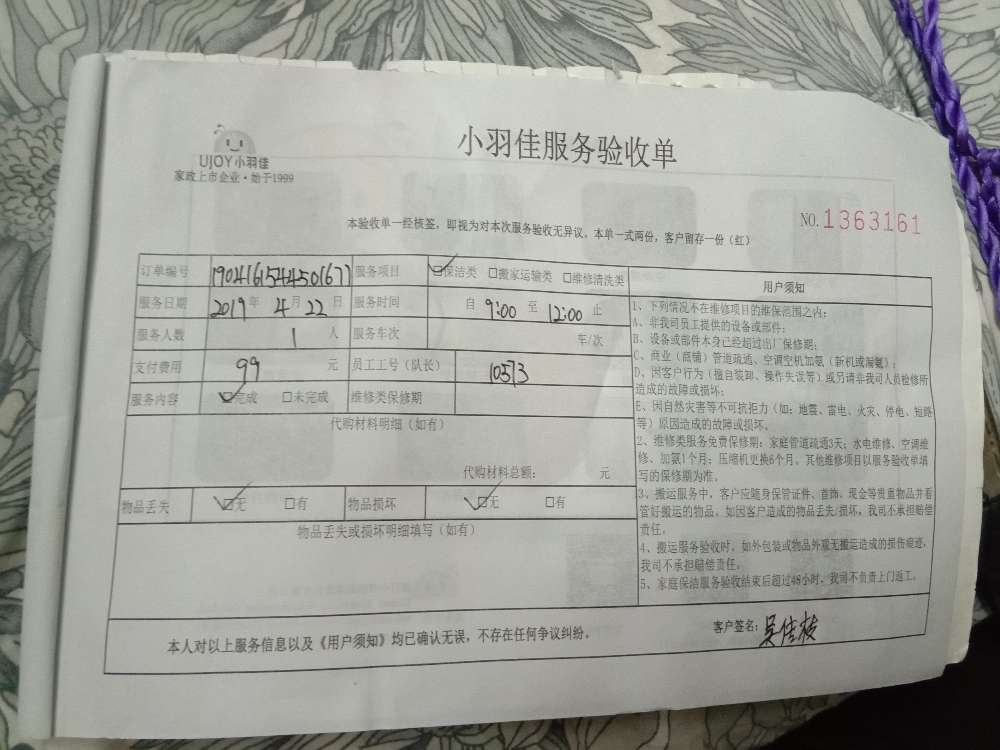 UJOY小羽佳
家政上市企业·始于1999
小羽佳服务验收单
NO.1363161
本验收单一经核签，即视为对本次服务验收无异议。本单一式两份，客户留存一份（红）
订单编号 190416154450167 服务项目 ☑保洁类 □搬家运输类 □维修清洗类
服务日期 2019年 4月 22日 服务时间 自 9:00 至 12:00 止
服务人数 1 人 服务车次 车/次
支付费用 99 元 员工工号（队长） 10573
服务内容 ☑完成 □未完成 维修类保修期
代购材料明细（如有）
代购材料总额： 元
物品丢失 ☑无 □有 物品损坏 ☑无 □有
物品丢失或损坏明细填写（如有）
用户须知
1、下列情况不在维修项目的维保范围之内：
A、非我司员工提供的设备或部件；
B、设备或部件本身已经超过出厂保修期；
C、商业（商铺）管道疏通、空调空机加氨（新机或漏氨）；
D、因客户行为（擅自装卸、操作失误等）或另请非我司人员检修所
造成的故障或损坏；
E、因自然灾害等不可抗拒力（如：地震、雷电、火灾、停电、短路
等）原因造成的故障或损坏。
2、维修类服务免费保修期：家庭管道疏通3天；水电维修、空调维
修、加氨1个月；压缩机更换6个月。其他维修项目以服务验收单填
写的保修期为准。
3、搬运服务中，客户应随身保管证件、首饰、现金等贵重物品并看
管好搬运的物品。如因客户造成的物品丢失/损坏，我司不承担赔偿
责任。
4、搬运服务验收时，如外包装或物品外观无搬运造成的损伤痕迹，
我司不承担赔偿责任。
5、家庭保洁服务验收结束后超过48小时，我司不负责上门返工。
本人对以上服务信息以及《用户须知》均已确认无误，不存在任何争议纠纷。
客户签名：吴佳枝